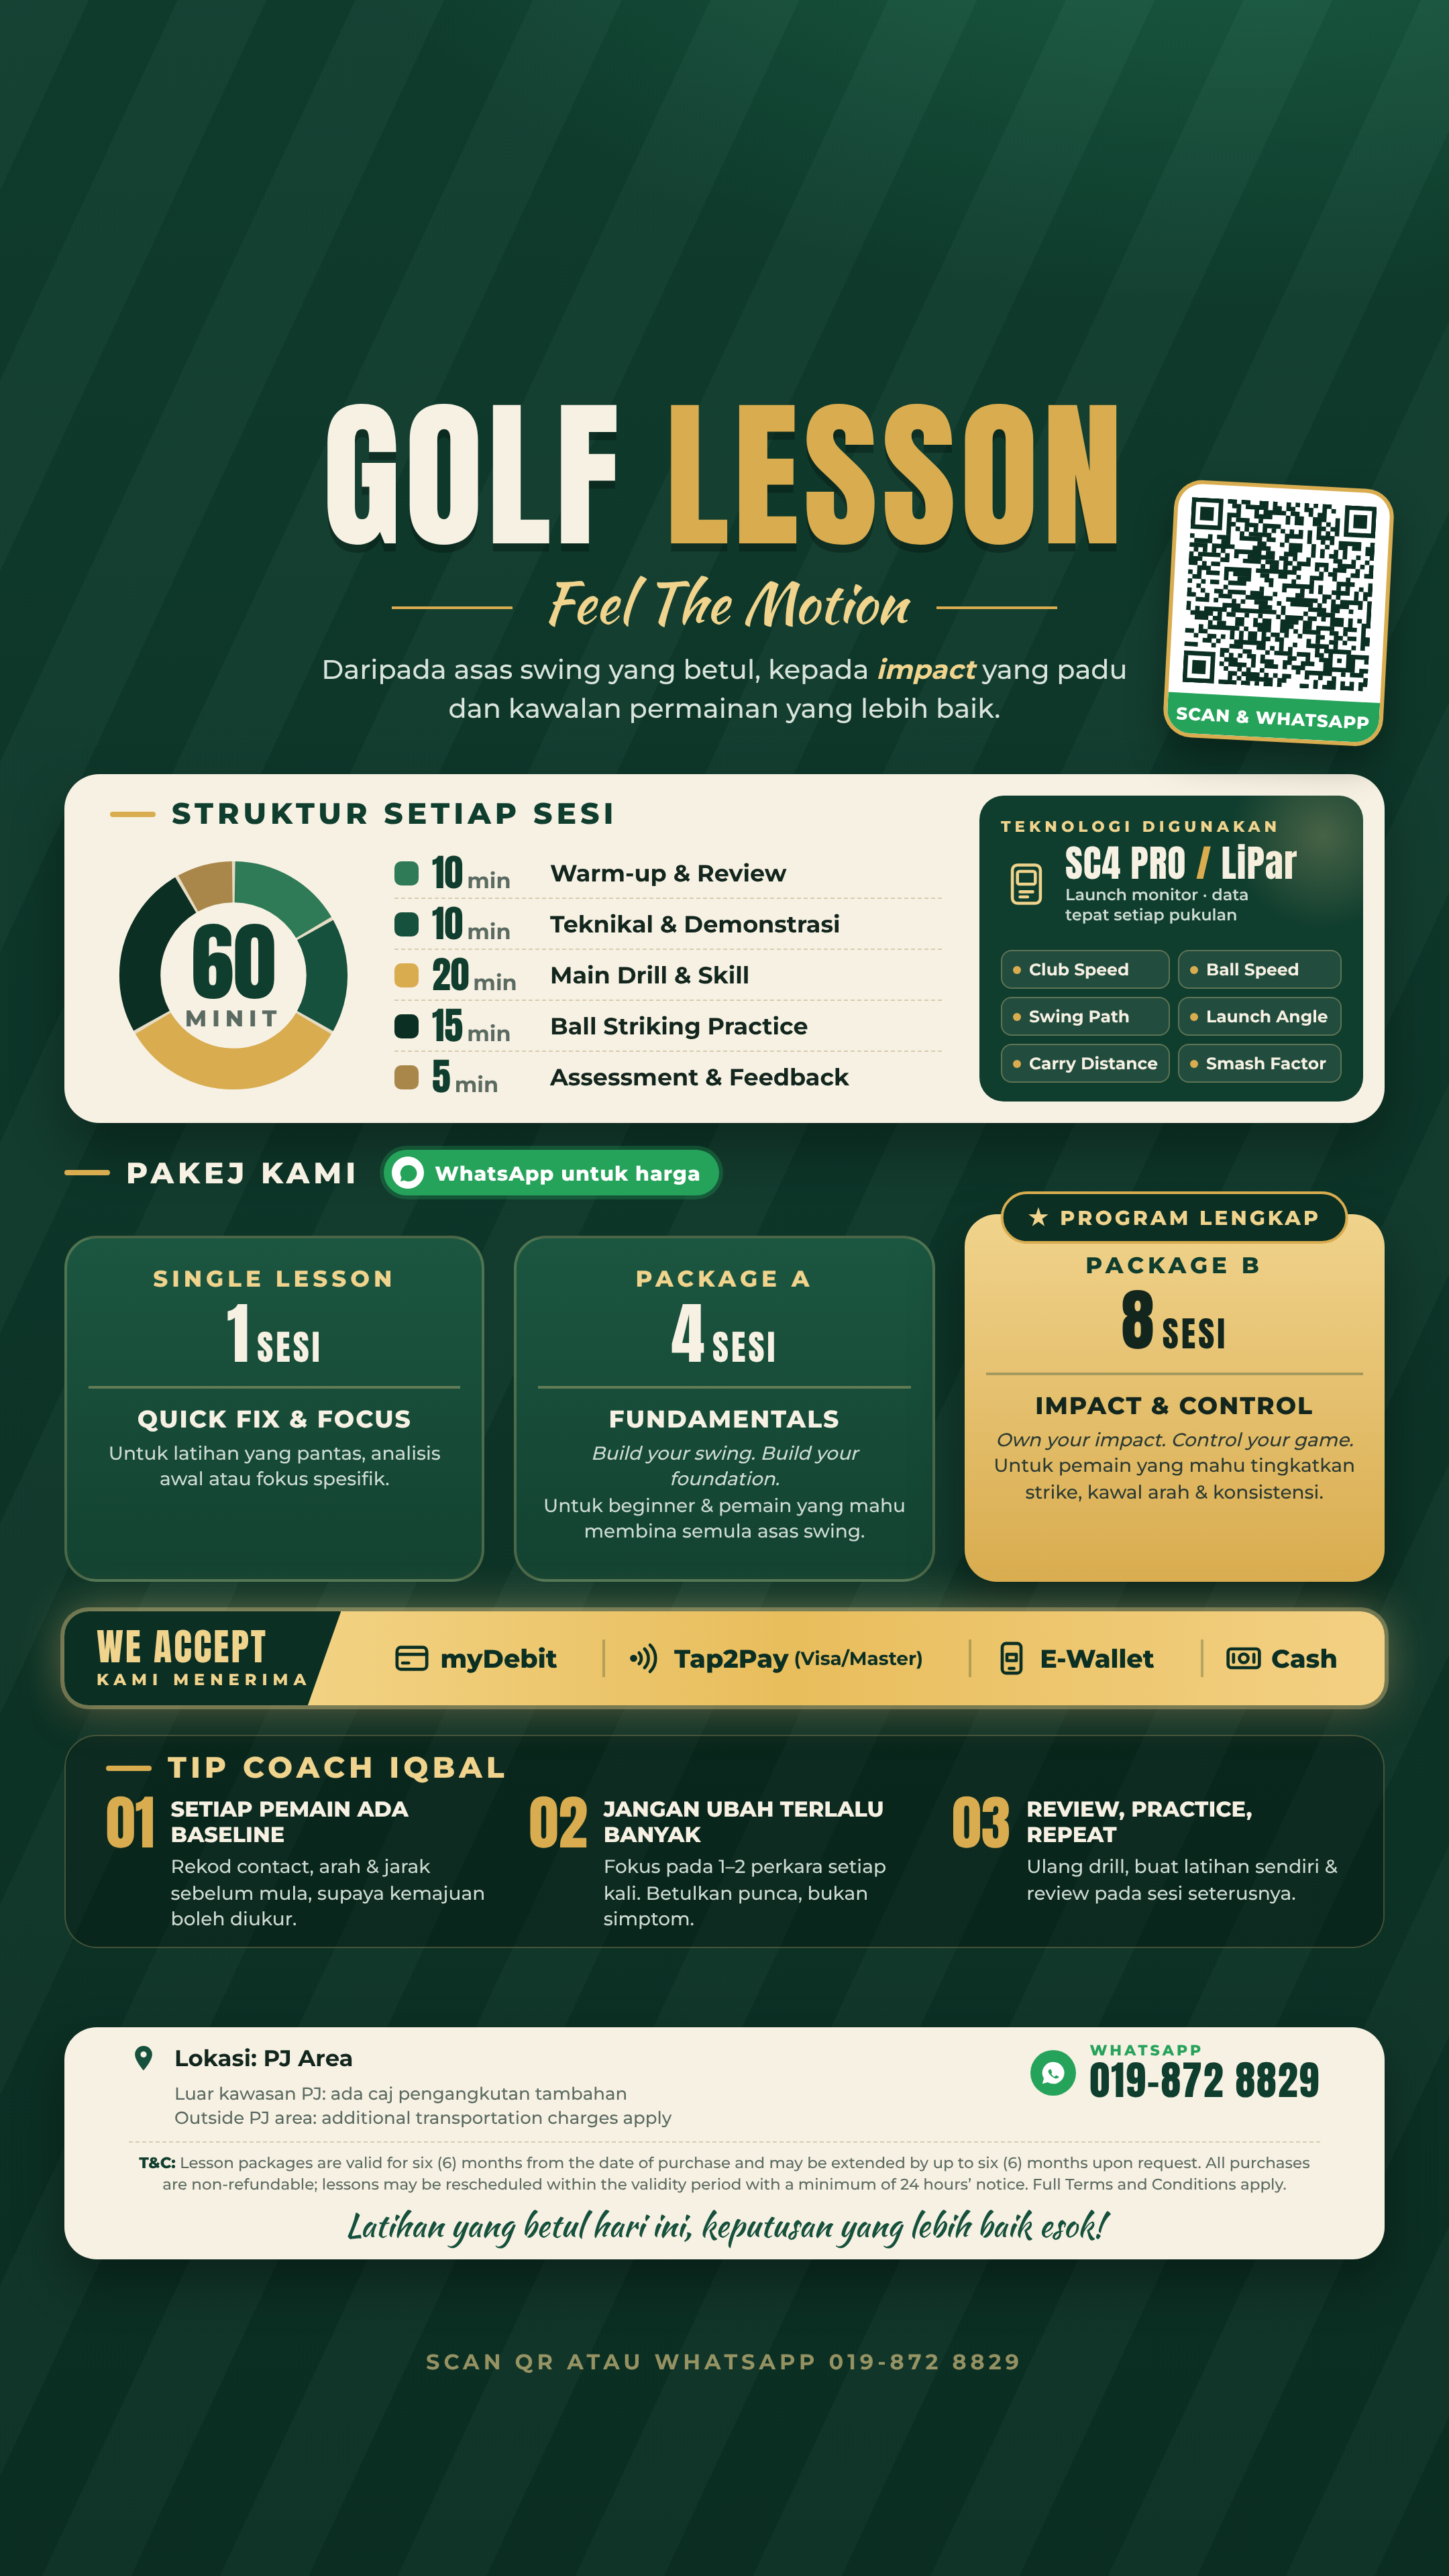 GOLF LESSON
Feel The Motion
Daripada asas swing yang betul, kepada impact yang padu
dan kawalan permainan yang lebih baik.
SCAN & WHATSAPP
STRUKTUR SETIAP SESI
60
MINIT
10 min Warm-up & Review
10 min Teknikal & Demonstrasi
20 min Main Drill & Skill
15 min Ball Striking Practice
5 min Assessment & Feedback
TEKNOLOGI DIGUNAKAN
SC4 PRO / LiPar
Launch monitor · data
tepat setiap pukulan
Club Speed
Ball Speed
Swing Path
Launch Angle
Carry Distance
Smash Factor
PAKEJ KAMI
WhatsApp untuk harga
SINGLE LESSON
1 SESI
QUICK FIX & FOCUS
Untuk latihan yang pantas, analisis
awal atau fokus spesifik.
PACKAGE A
4 SESI
FUNDAMENTALS
Build your swing. Build your
foundation.
Untuk beginner & pemain yang mahu
membina semula asas swing.
★ PROGRAM LENGKAP
PACKAGE B
8 SESI
IMPACT & CONTROL
Own your impact. Control your game.
Untuk pemain yang mahu tingkatkan
strike, kawal arah & konsistensi.
WE ACCEPT
KAMI MENERIMA
myDebit
Tap2Pay (Visa/Master)
E-Wallet
Cash
TIP COACH IQBAL
01
SETIAP PEMAIN ADA
BASELINE
Rekod contact, arah & jarak
sebelum mula, supaya kemajuan
boleh diukur.
02
JANGAN UBAH TERLALU
BANYAK
Fokus pada 1–2 perkara setiap
kali. Betulkan punca, bukan
simptom.
03
REVIEW, PRACTICE,
REPEAT
Ulang drill, buat latihan sendiri &
review pada sesi seterusnya.
Lokasi: PJ Area
Luar kawasan PJ: ada caj pengangkutan tambahan
Outside PJ area: additional transportation charges apply
WHATSAPP
019-872 8829
T&C: Lesson packages are valid for six (6) months from the date of purchase and may be extended by up to six (6) months upon request. All purchases
are non-refundable; lessons may be rescheduled within the validity period with a minimum of 24 hours’ notice. Full Terms and Conditions apply.
Latihan yang betul hari ini, keputusan yang lebih baik esok!
SCAN QR ATAU WHATSAPP 019-872 8829